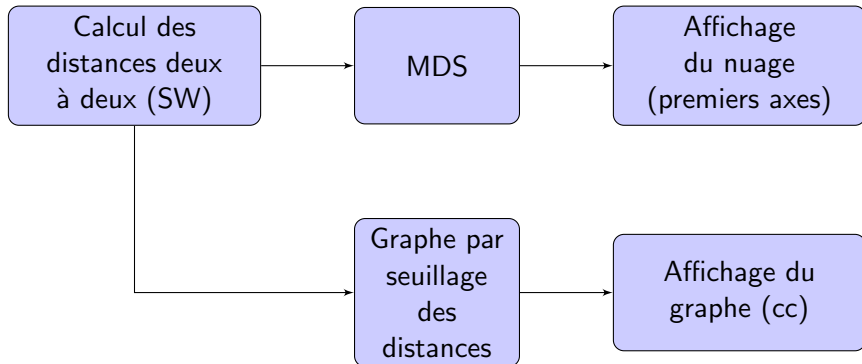 Calcul des
distances deux
à deux (SW)
MDS
Affichage
du nuage
(premiers axes)
Graphe par
seuillage
des
distances
Affichage du
graphe (cc)